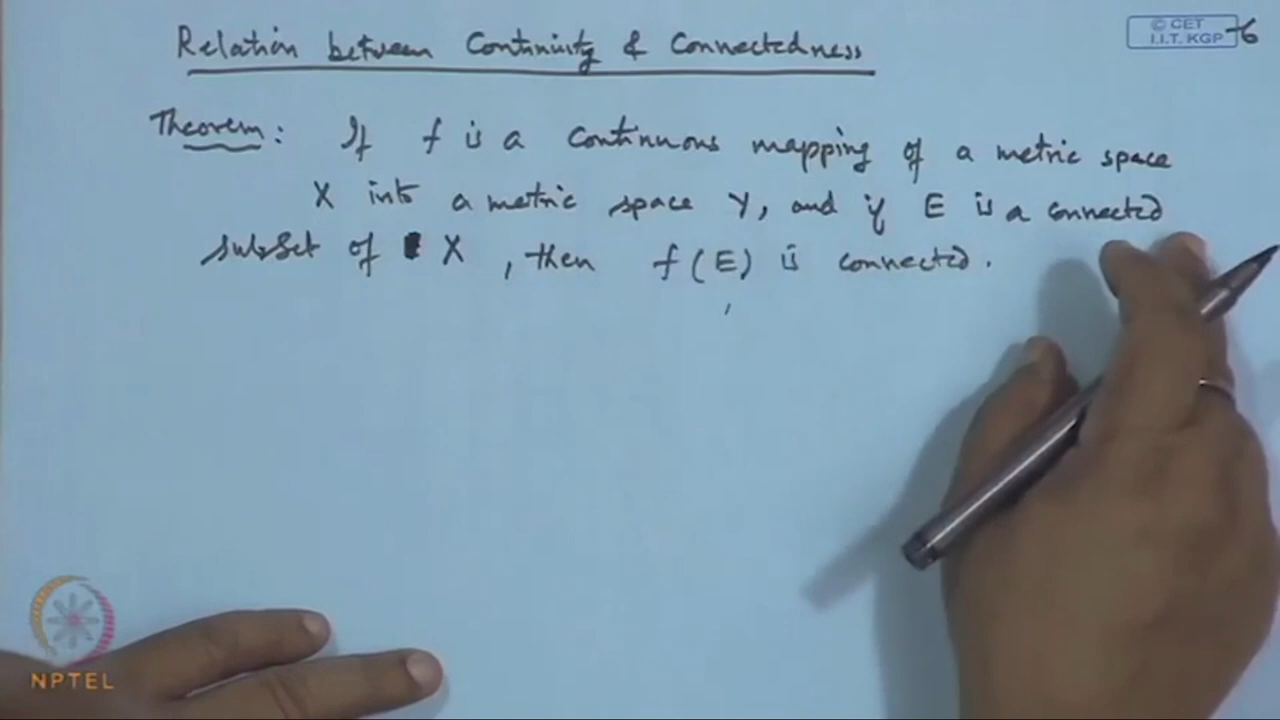 Relation between Continuity & Connectedness
© CET
I.I.T. KGP
6
Theorem: If f is a continuous mapping of a metric space
X into a metric space Y, and if E is a connected
subset of X, then f(E) is connected.
NPTEL